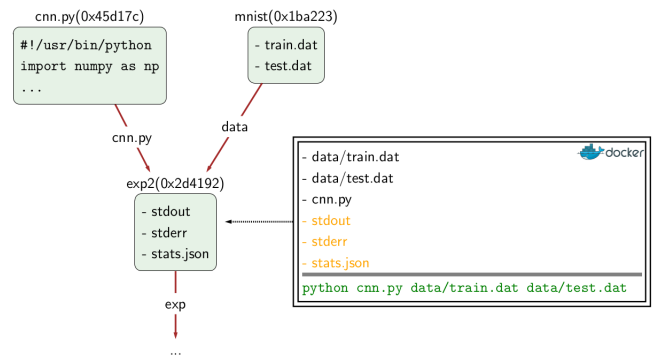 cnn.py(0x45d17c)
#!/usr/bin/python
import numpy as np
...
mnist(0x1ba223)
- train.dat
- test.dat
cnn.py
data
exp2(0x2d4192)
- stdout
- stderr
- stats.json
exp
...
docker
- data/train.dat
- data/test.dat
- cnn.py
- stdout
- stderr
- stats.json
python cnn.py data/train.dat data/test.dat